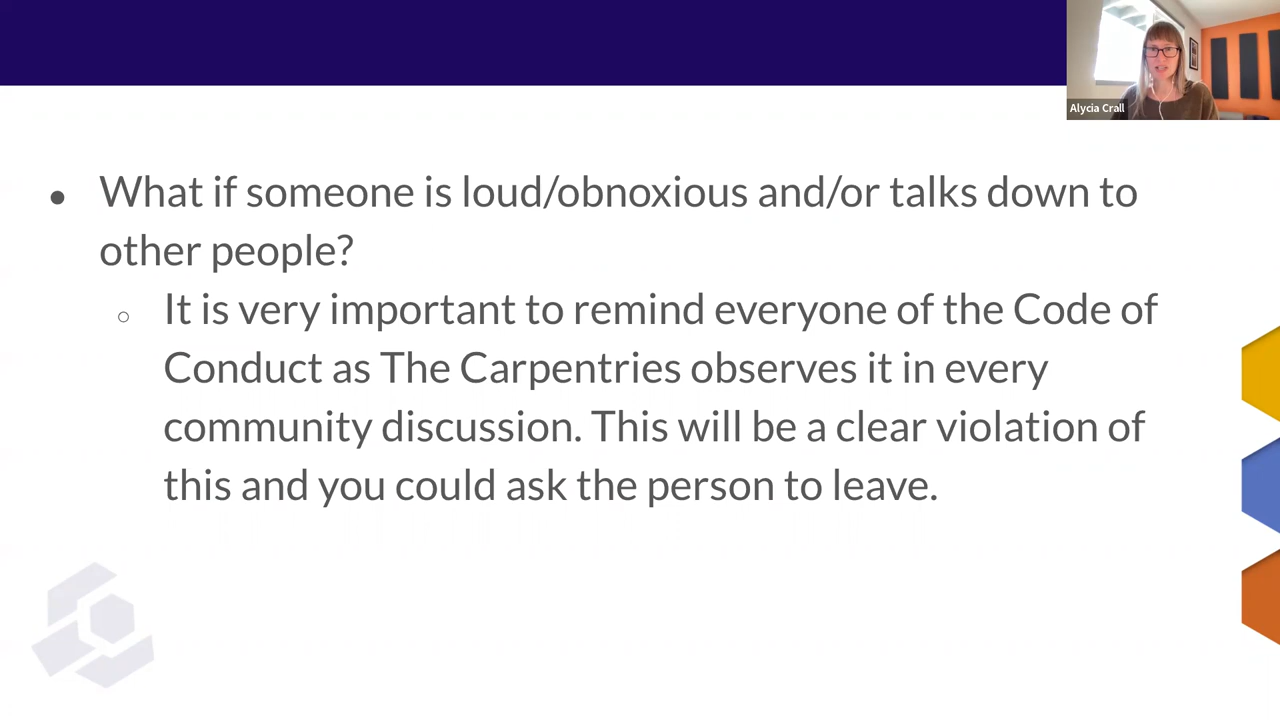 Alycia Crall
• What if someone is loud/obnoxious and/or talks down to
other people?
○ It is very important to remind everyone of the Code of
Conduct as The Carpentries observes it in every
community discussion. This will be a clear violation of
this and you could ask the person to leave.